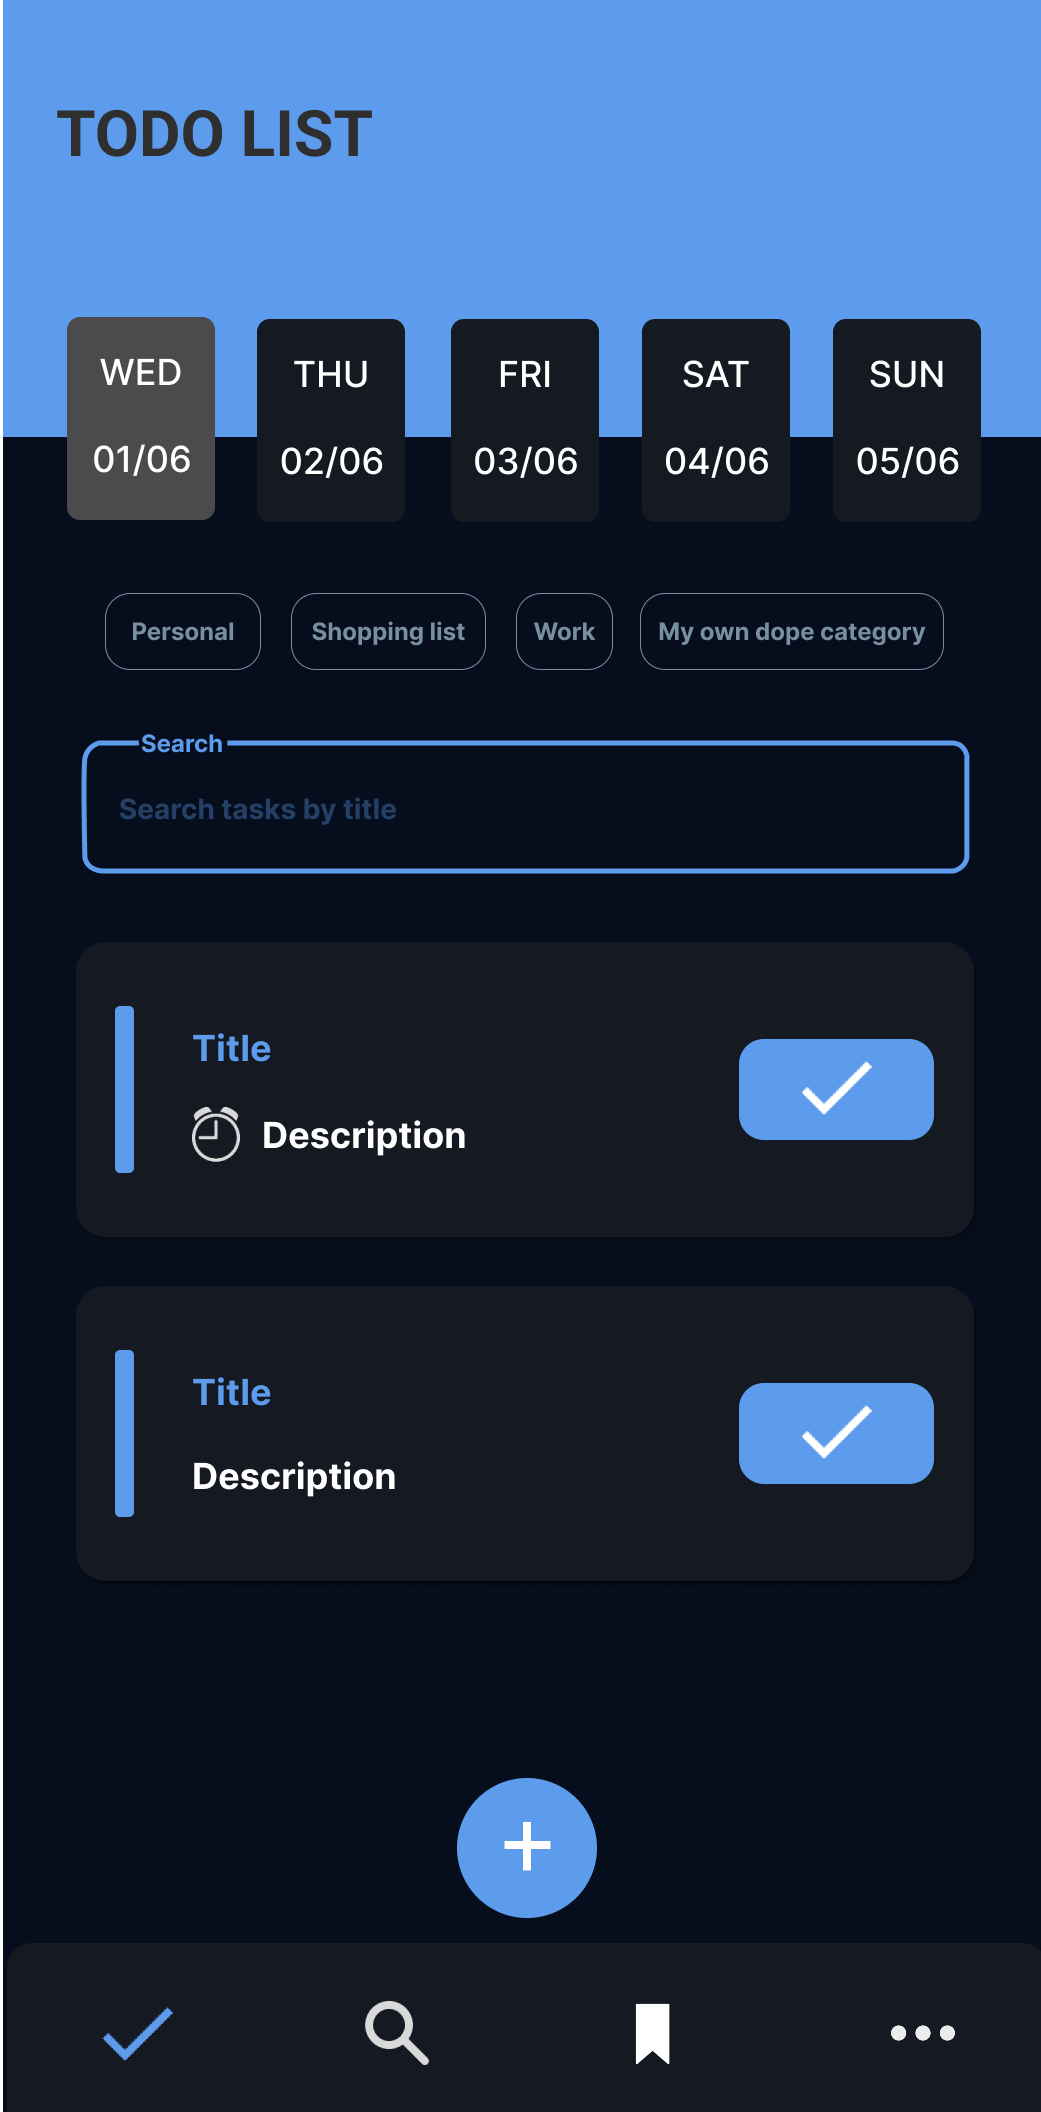 TODO LIST
WED THU FRI SAT SUN
01/06 02/06 03/06 04/06 05/06
Personal Shopping list Work My own dope category
Search
Search tasks by title
Title
Description
Title
Description